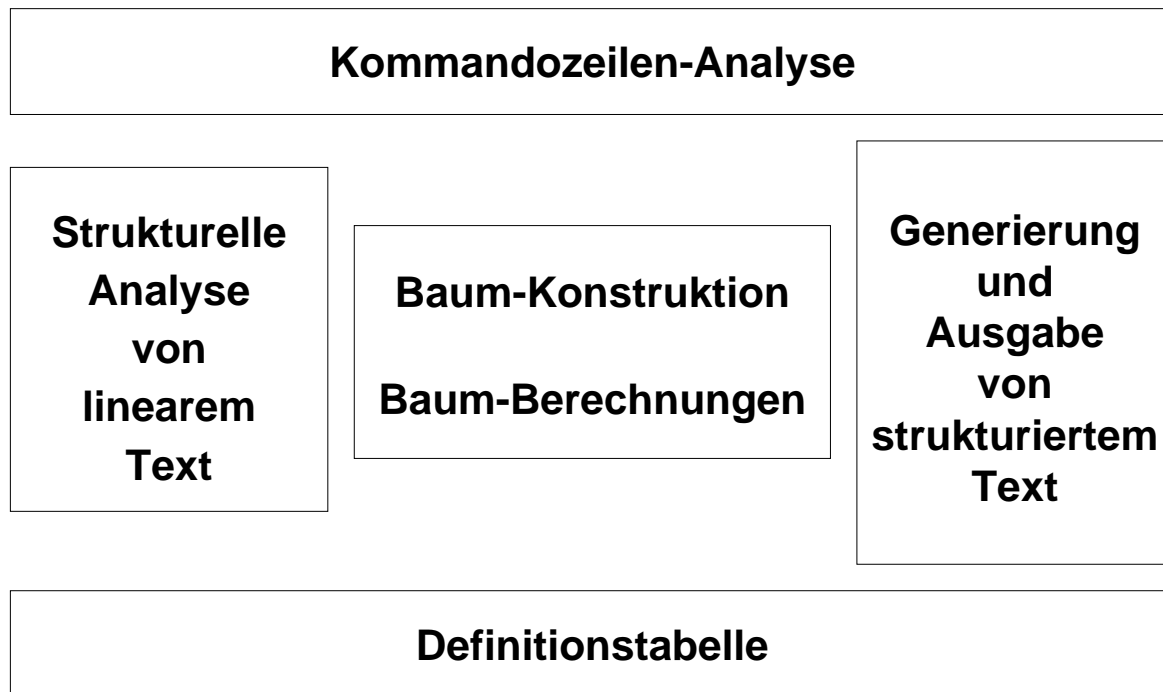 Kommandozeilen-Analyse
Strukturelle
Analyse
von
linearem
Text
Baum-Konstruktion
Baum-Berechnungen
Generierung
und
Ausgabe
von
strukturiertem
Text
Definitionstabelle